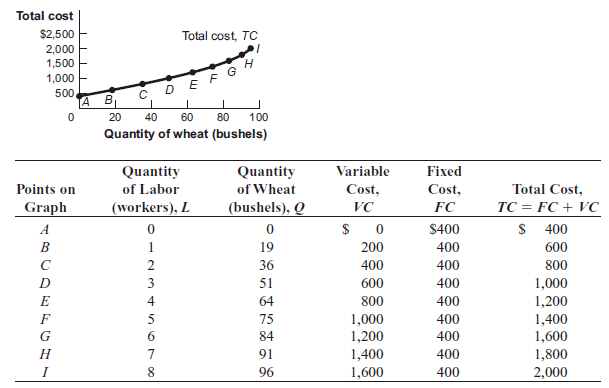 Total cost
$2,500
2,000
1,500
1,000
500
Total cost, TC
A B C D E F G H I
0 20 40 60 80 100
Quantity of wheat (bushels)
Quantity Quantity Variable Fixed
Points on of Labor of Wheat Cost, Cost, Total Cost,
Graph (workers), L (bushels), Q VC FC TC = FC + VC
A 0 0 $ 0 $400 $ 400
B 1 19 200 400 600
C 2 36 400 400 800
D 3 51 600 400 1,000
E 4 64 800 400 1,200
F 5 75 1,000 400 1,400
G 6 84 1,200 400 1,600
H 7 91 1,400 400 1,800
I 8 96 1,600 400 2,000